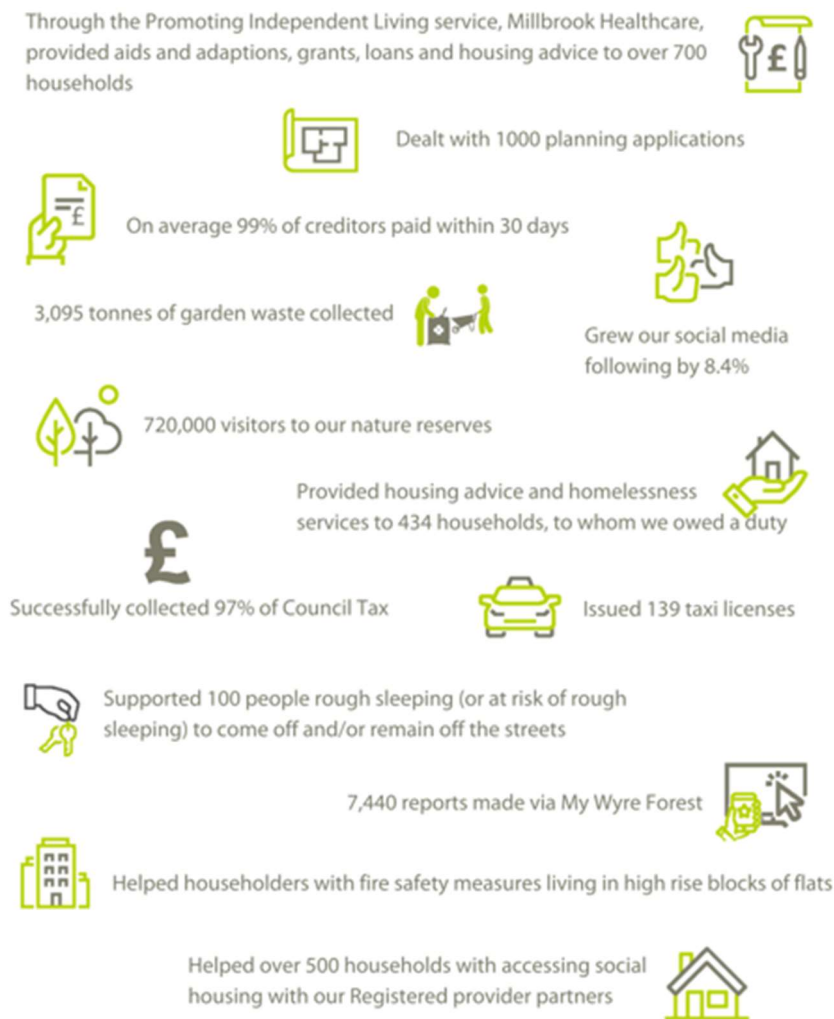 Through the Promoting Independent Living service, Millbrook Healthcare,
provided aids and adaptions, grants, loans and housing advice to over 700
households
£
Dealt with 1000 planning applications
£
On average 99% of creditors paid within 30 days
3,095 tonnes of garden waste collected
Grew our social media
following by 8.4%
720,000 visitors to our nature reserves
Provided housing advice and homelessness
services to 434 households, to whom we owed a duty
£
Successfully collected 97% of Council Tax
Issued 139 taxi licenses
Supported 100 people rough sleeping (or at risk of rough
sleeping) to come off and/or remain off the streets
7,440 reports made via My Wyre Forest
Helped householders with fire safety measures living in high rise blocks of flats
Helped over 500 households with accessing social
housing with our Registered provider partners